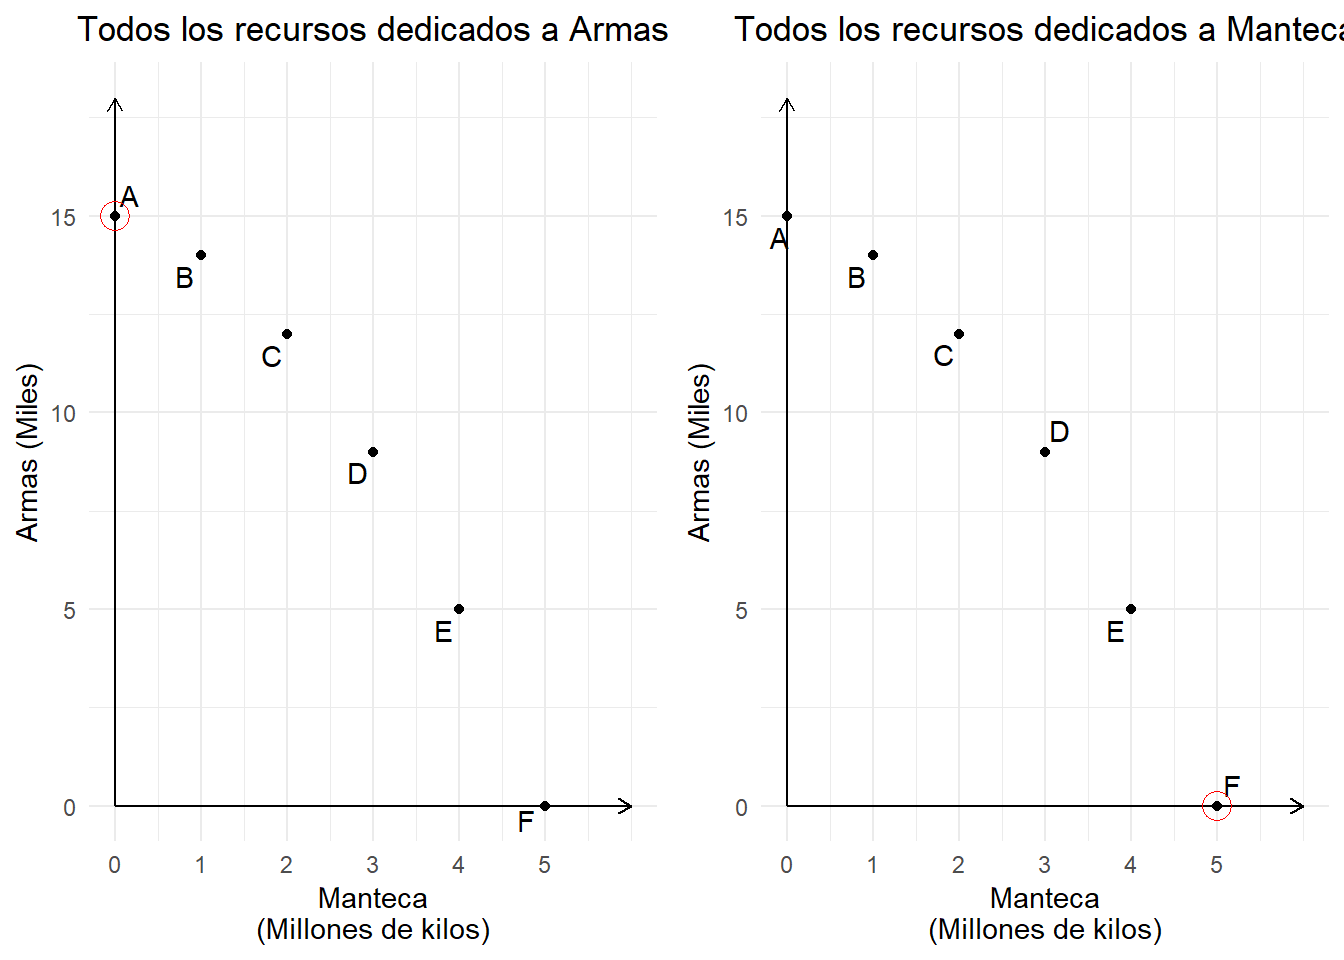 Todos los recursos dedicados a Armas
A
15
B
C
Armas (Miles)
10
D
5
E
0
F
0 1 2 3 4 5
Manteca
(Millones de kilos)
Todos los recursos dedicados a Manteca
15
A
B
C
Armas (Miles)
10
D
5
E
F
0
0 1 2 3 4 5
Manteca
(Millones de kilos)